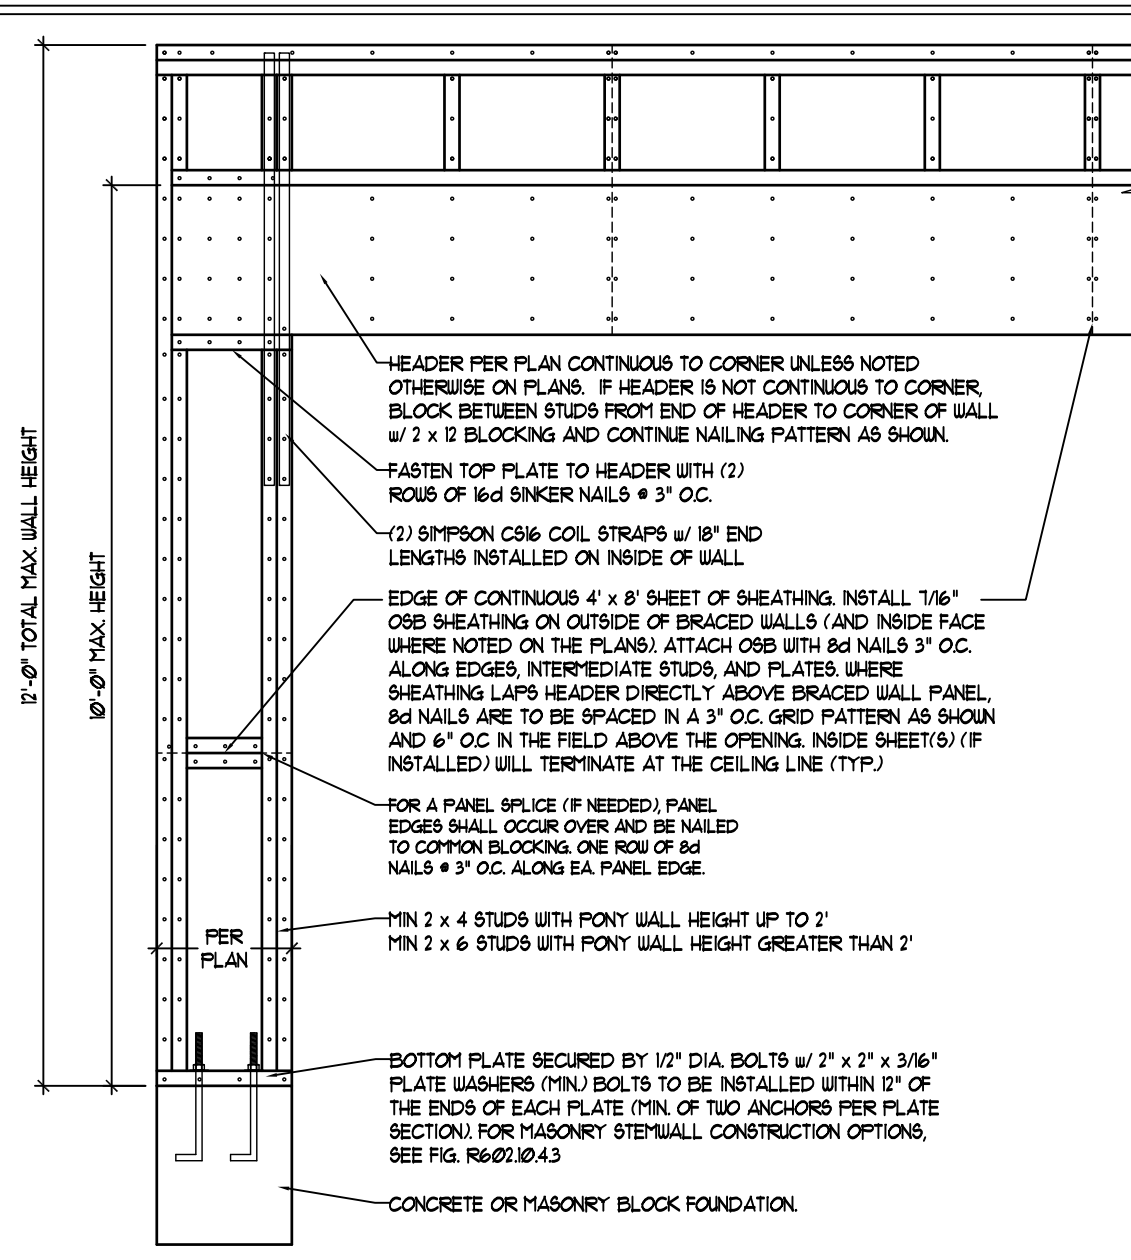 HEADER PER PLAN CONTINUOUS TO CORNER UNLESS NOTED
OTHERWISE ON PLANS. IF HEADER IS NOT CONTINUOUS TO CORNER,
BLOCK BETWEEN STUDS FROM END OF HEADER TO CORNER OF WALL
w/ 2 x 12 BLOCKING AND CONTINUE NAILING PATTERN AS SHOWN.
FASTEN TOP PLATE TO HEADER WITH (2)
ROWS OF 16d SINKER NAILS @ 3" O.C.
(2) SIMPSON CS16 COIL STRAPS w/ 18" END
LENGTHS INSTALLED ON INSIDE OF WALL
EDGE OF CONTINUOUS 4' x 8' SHEET OF SHEATHING. INSTALL 7/16"
OSB SHEATHING ON OUTSIDE OF BRACED WALLS (AND INSIDE FACE
WHERE NOTED ON THE PLANS). ATTACH OSB WITH 8d NAILS 3" O.C.
ALONG EDGES, INTERMEDIATE STUDS, AND PLATES. WHERE
SHEATHING LAPS HEADER DIRECTLY ABOVE BRACED WALL PANEL,
8d NAILS ARE TO BE SPACED IN A 3" O.C. GRID PATTERN AS SHOWN
AND 6" O.C IN THE FIELD ABOVE THE OPENING. INSIDE SHEET(S) (IF
INSTALLED) WILL TERMINATE AT THE CEILING LINE (TYP.)
FOR A PANEL SPLICE (IF NEEDED), PANEL
EDGES SHALL OCCUR OVER AND BE NAILED
TO COMMON BLOCKING. ONE ROW OF 8d
NAILS @ 3" O.C. ALONG EA. PANEL EDGE.
MIN 2 x 4 STUDS WITH PONY WALL HEIGHT UP TO 2'
MIN 2 x 6 STUDS WITH PONY WALL HEIGHT GREATER THAN 2'
BOTTOM PLATE SECURED BY 1/2" DIA. BOLTS w/ 2" x 2" x 3/16"
PLATE WASHERS (MIN.) BOLTS TO BE INSTALLED WITHIN 12" OF
THE ENDS OF EACH PLATE (MIN. OF TWO ANCHORS PER PLATE
SECTION). FOR MASONRY STEMWALL CONSTRUCTION OPTIONS,
SEE FIG. R602.10.4.3
CONCRETE OR MASONRY BLOCK FOUNDATION.
12'-0" TOTAL MAX. WALL HEIGHT
10'-0" MAX. HEIGHT
PER
PLAN